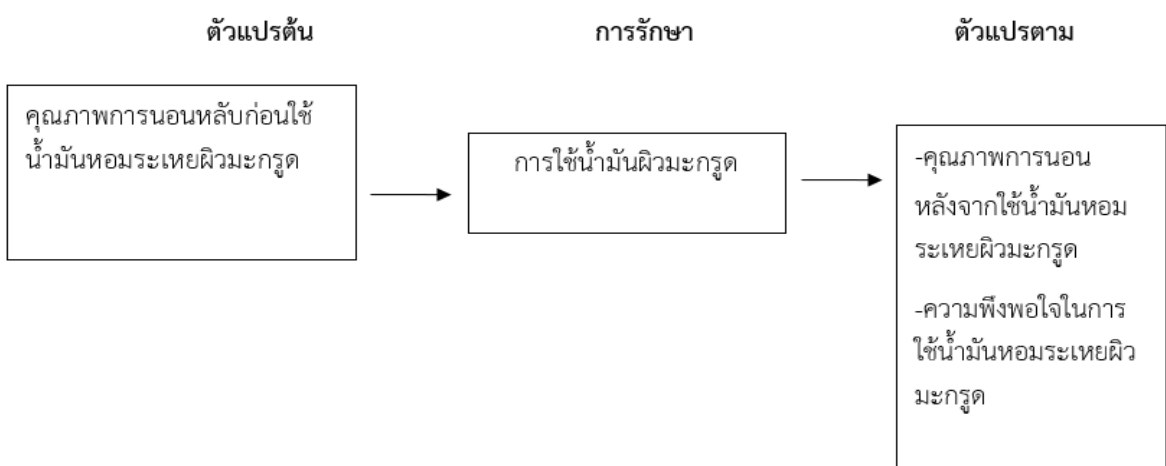 ตัวแปรต้น
การรักษา
ตัวแปรตาม
คุณภาพการนอนหลับก่อนใช้
น้ำมันหอมระเหยผิวมะกรูด
การใช้น้ำมันผิวมะกรูด
-คุณภาพการนอน
หลังจากใช้น้ำมันหอม
ระเหยผิวมะกรูด
-ความพึงพอใจในการ
ใช้น้ำมันหอมระเหยผิว
มะกรูด